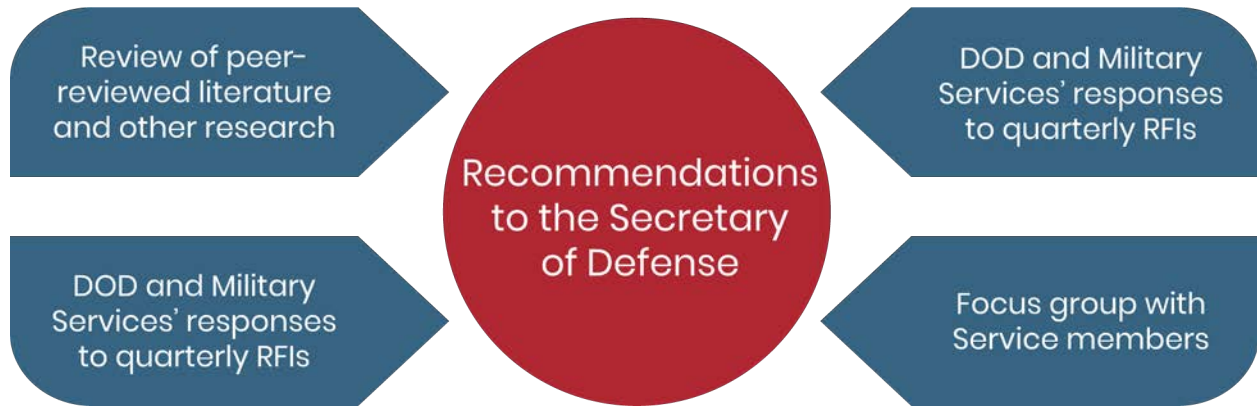 Review of peer-
reviewed literature
and other research
DOD and Military
Services’ responses
to quarterly RFIs
Recommendations
to the Secretary
of Defense
DOD and Military
Services’ responses
to quarterly RFIs
Focus group with
Service members